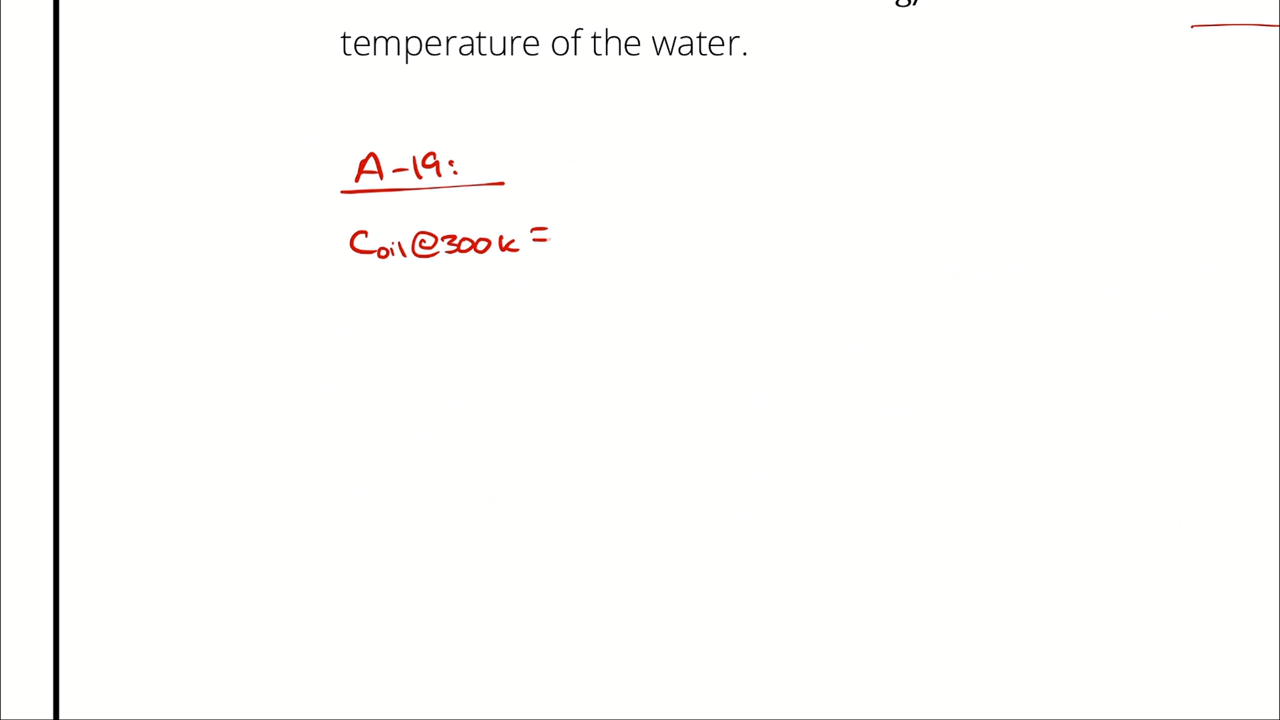 temperature of the water.
A-19:
Coil@300K =